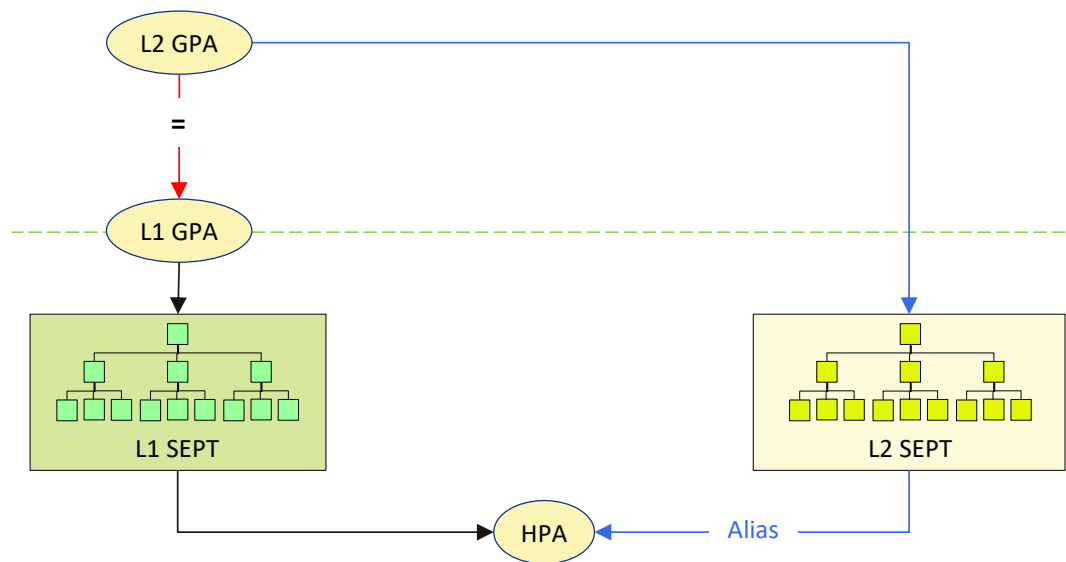 L2 GPA
=
L1 GPA
L1 SEPT
L2 SEPT
HPA
Alias